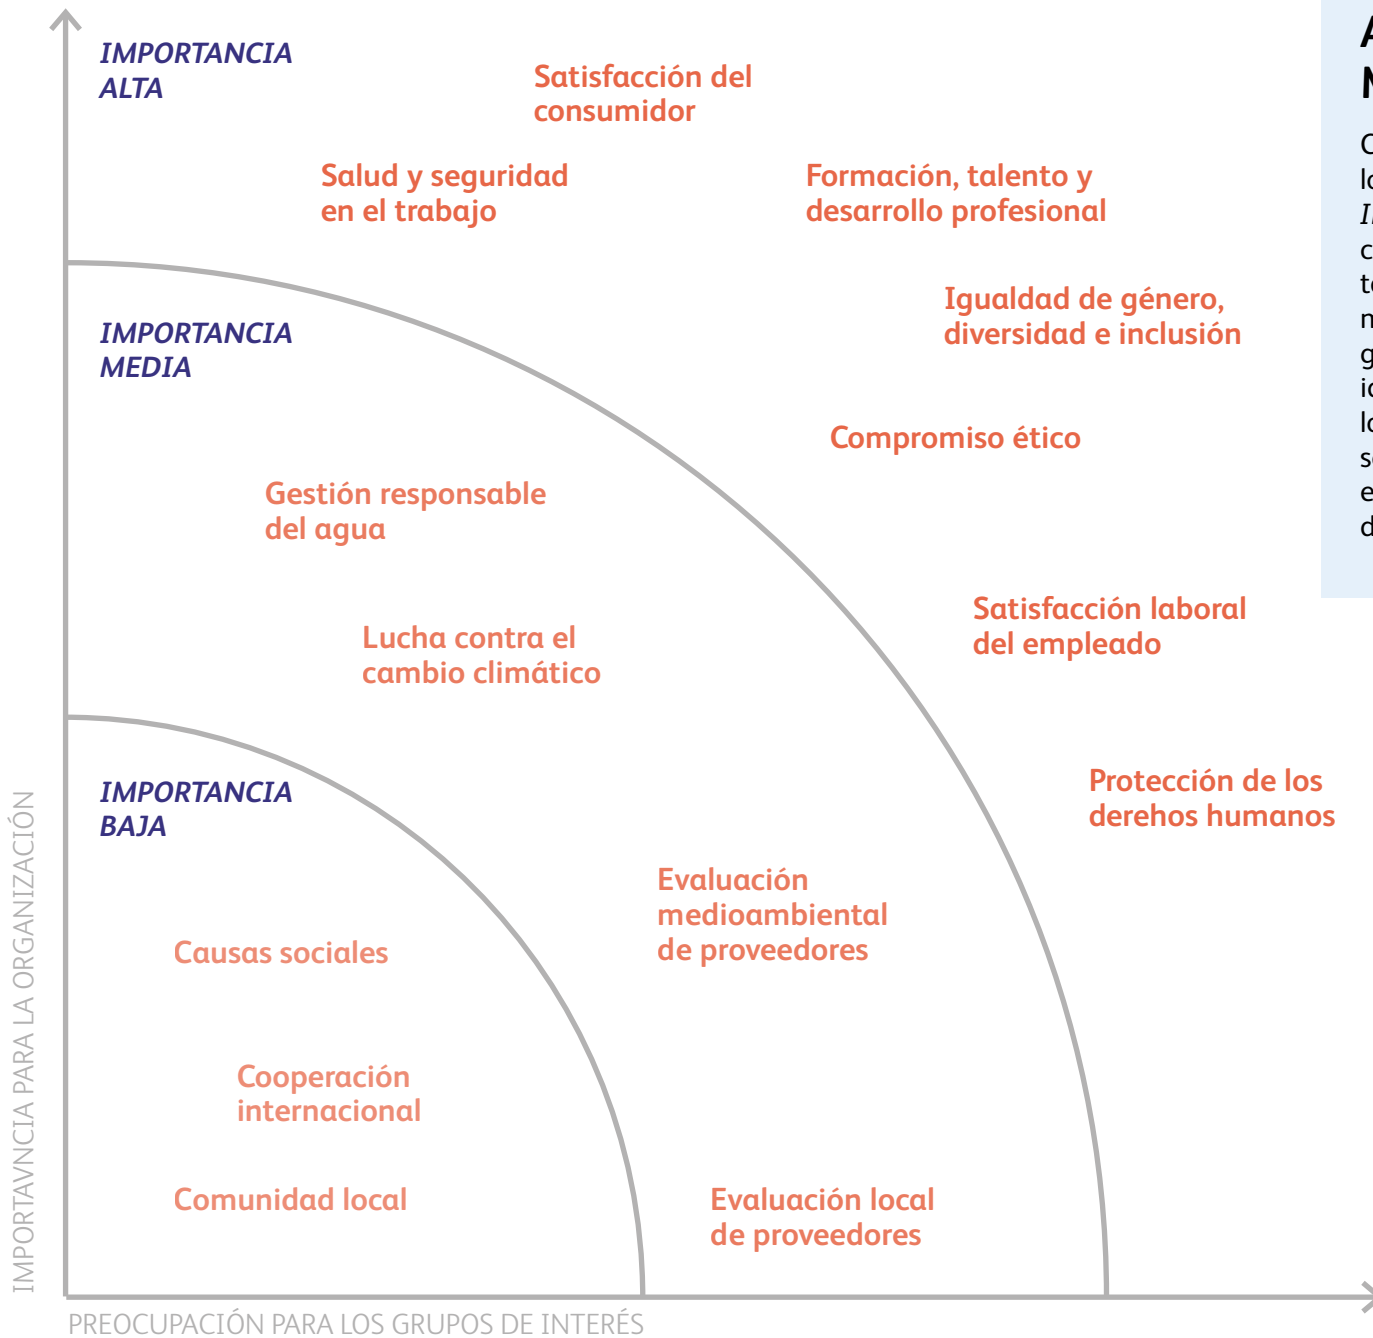 IMPORTANCIA
ALTA
Satisfacción del
consumidor
Salud y seguridad
en el trabajo
Formación, talento y
desarrollo profesional
Igualdad de género,
diversidad e inclusión
IMPORTANCIA
MEDIA
Compromiso ético
Gestión responsable
del agua
Satisfacción laboral
del empleado
Lucha contra el
cambio climático
Protección de los
derehos humanos
IMPORTANCIA
BAJA
Evaluación
medioambiental
de proveedores
Causas sociales
Cooperación
internacional
Comunidad local
Evaluación local
de proveedores
IMPORTAVNCIA PARA LA ORGANIZACIÓN
PREOCUPACIÓN PARA LOS GRUPOS DE INTERÉS